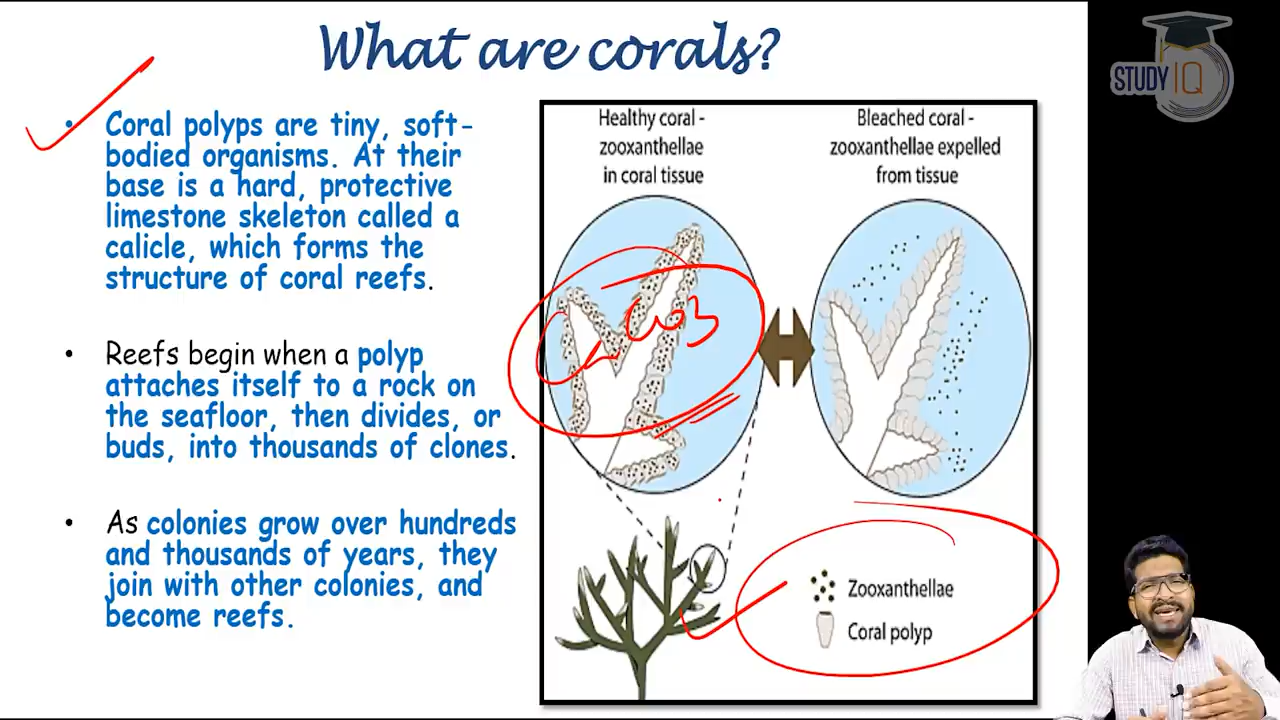 What are corals?
STUDY IQ
• Coral polyps are tiny, soft-
bodied organisms. At their
base is a hard, protective
limestone skeleton called a
calicle, which forms the
structure of coral reefs.
• Reefs begin when a polyp
attaches itself to a rock on
the seafloor, then divides, or
buds, into thousands of clones.
• As colonies grow over hundreds
and thousands of years, they
join with other colonies, and
become reefs.
Healthy coral -
zooxanthellae
in coral tissue
Bleached coral -
zooxanthellae expelled
from tissue
Zooxanthellae
Coral polyp